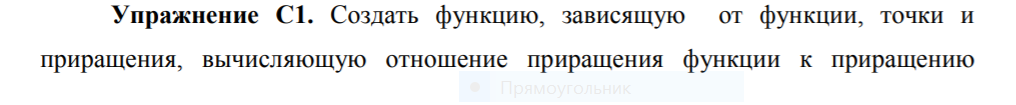 Упражнение С1. Создать функцию, зависящую от функции, точки и
приращения, вычисляющую отношение приращения функции к приращению
Прямоугольник